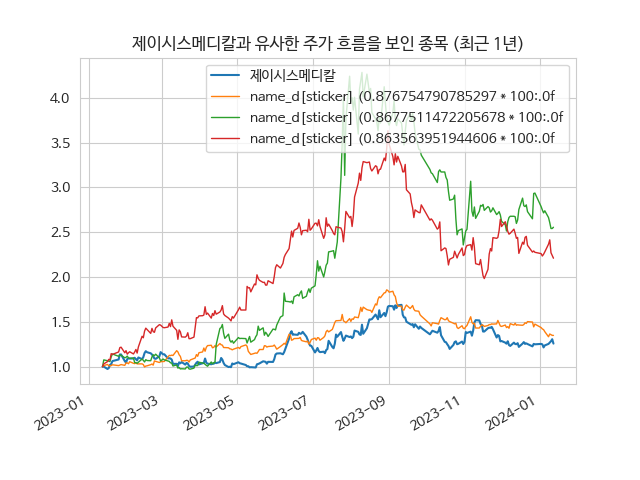 제이시스메디칼과 유사한 주가 흐름을 보인 종목 (최근 1년)
제이시스메디칼
name_d[sticker] (0.876754790785297 * 100:.0f
name_d[sticker] (0.8677511472205678 * 100:.0f
name_d[sticker] (0.863563951944606 * 100:.0f
4.0
3.5
3.0
2.5
2.0
1.5
1.0
2023-01
2023-03
2023-05
2023-07
2023-09
2023-11
2024-01